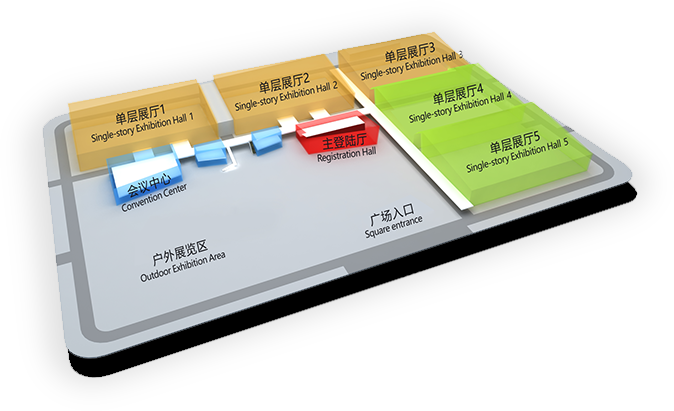 单层展厅3
Single-story Exhibition Hall 3
单层展厅2
Single-story Exhibition Hall 2
单层展厅1
Single-story Exhibition Hall 1
单层展厅4
Single-story Exhibition Hall 4
单层展厅5
Single-story Exhibition Hall 5
主登陆厅
Registration Hall
会议中心
Convention Center
广场入口
Square entrance
户外展览区
Outdoor Exhibition Area